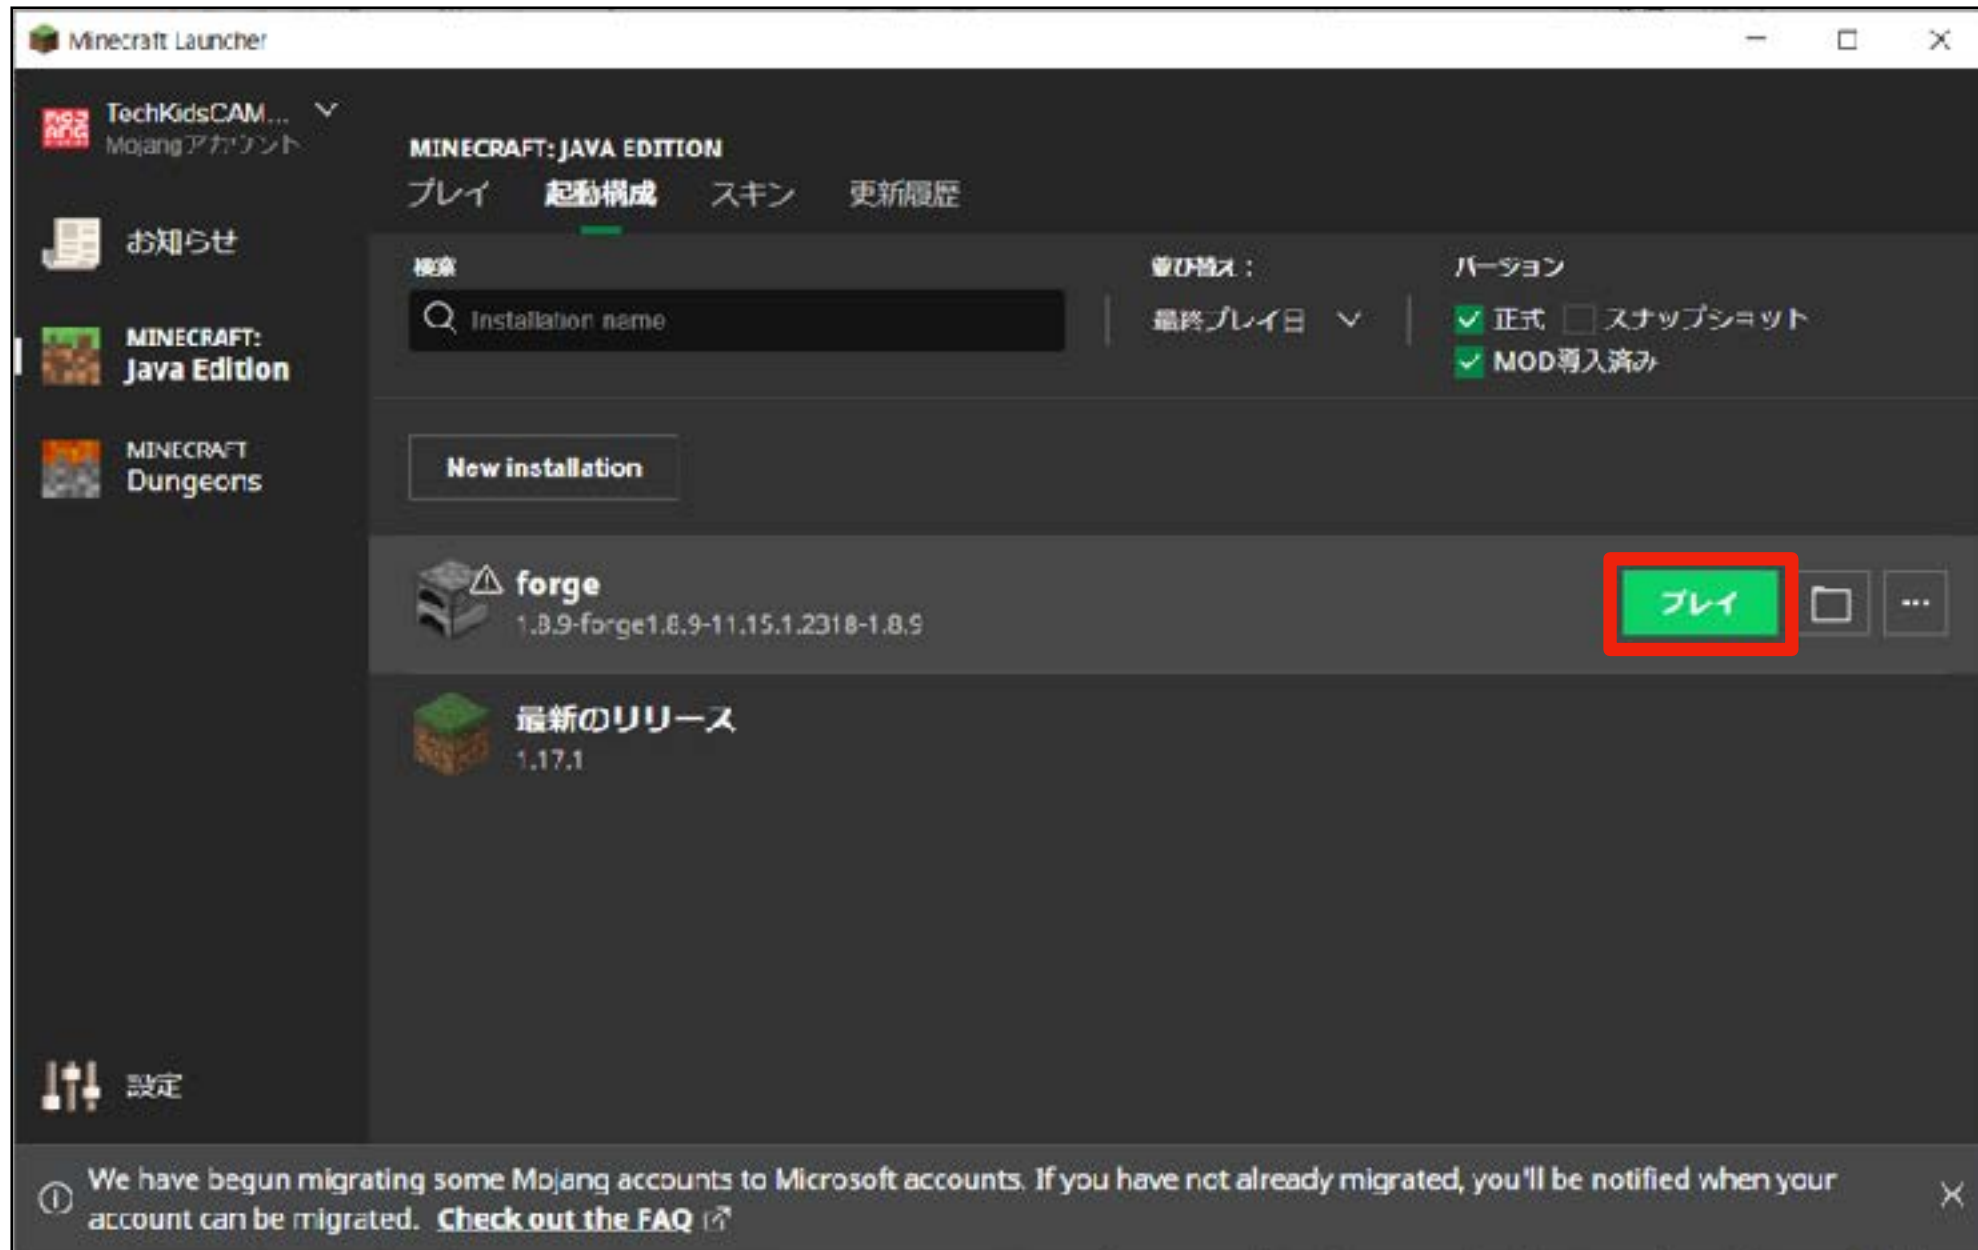 Minecraft Launcher
TechKidsCAM...
Mojangアカウント
お知らせ
MINECRAFT:
Java Edition
MINECRAFT
Dungeons
設定
MINECRAFT: JAVA EDITION
プレイ 起動構成 スキン 更新履歴
検索
Installation name
並び替え：
最終プレイ日
バージョン
正式 スナップショット
MOD導入済み
New installation
forge
1.8.9-forge1.8.9-11.15.1.2318-1.8.9
プレイ
最新のリリース
1.17.1
We have begun migrating some Mojang accounts to Microsoft accounts. If you have not already migrated, you'll be notified when your
account can be migrated. Check out the FAQ